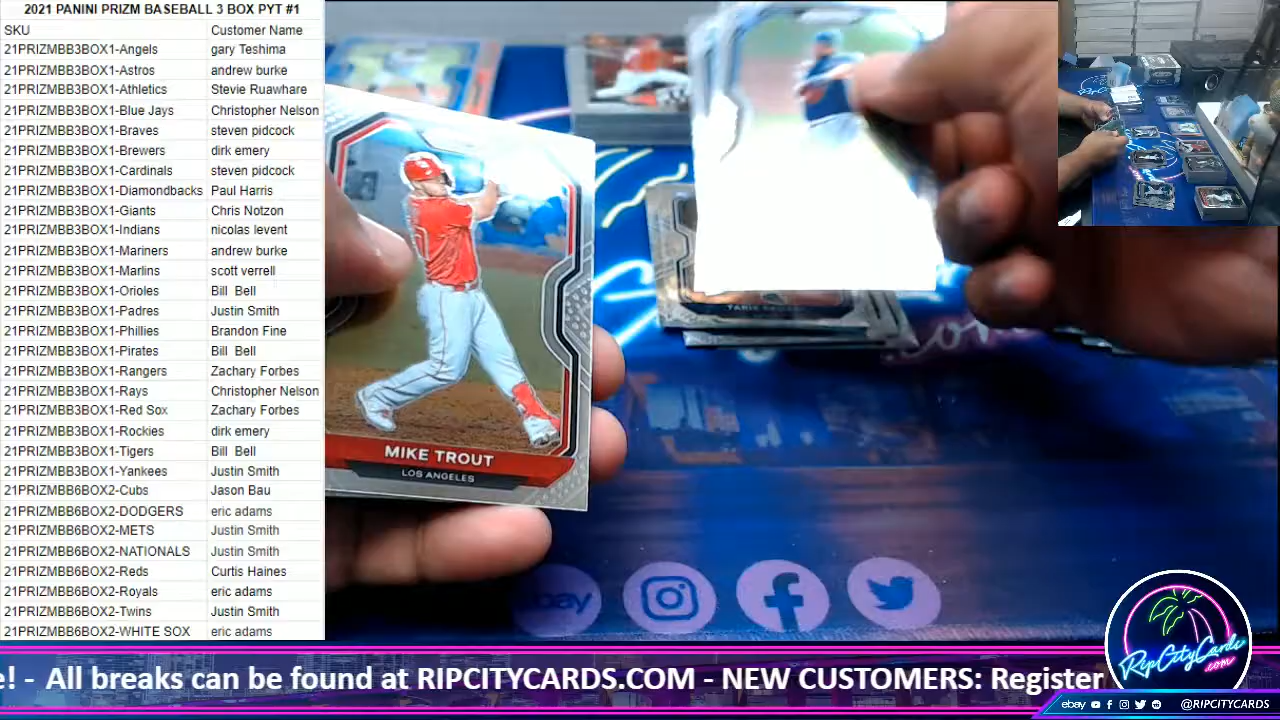 2021 PANINI PRIZM BASEBALL 3 BOX PYT #1
SKU Customer Name
21PRIZMBB3BOX1-Angels gary Teshima
21PRIZMBB3BOX1-Astros andrew burke
21PRIZMBB3BOX1-Athletics Stevie Ruawhare
21PRIZMBB3BOX1-Blue Jays Christopher Nelson
21PRIZMBB3BOX1-Braves steven pidcock
21PRIZMBB3BOX1-Brewers dirk emery
21PRIZMBB3BOX1-Cardinals steven pidcock
21PRIZMBB3BOX1-Diamondbacks Paul Harris
21PRIZMBB3BOX1-Giants Chris Notzon
21PRIZMBB3BOX1-Indians nicolas levent
21PRIZMBB3BOX1-Mariners andrew burke
21PRIZMBB3BOX1-Marlins scott verrell
21PRIZMBB3BOX1-Orioles Bill Bell
21PRIZMBB3BOX1-Padres Justin Smith
21PRIZMBB3BOX1-Phillies Brandon Fine
21PRIZMBB3BOX1-Pirates Bill Bell
21PRIZMBB3BOX1-Rangers Zachary Forbes
21PRIZMBB3BOX1-Rays Christopher Nelson
21PRIZMBB3BOX1-Red Sox Zachary Forbes
21PRIZMBB3BOX1-Rockies dirk emery
21PRIZMBB3BOX1-Tigers Bill Bell
21PRIZMBB3BOX1-Yankees Justin Smith
21PRIZMBB6BOX2-Cubs Jason Bau
21PRIZMBB6BOX2-DODGERS eric adams
21PRIZMBB6BOX2-METS Justin Smith
21PRIZMBB6BOX2-NATIONALS Justin Smith
21PRIZMBB6BOX2-Reds Curtis Haines
21PRIZMBB6BOX2-Royals eric adams
21PRIZMBB6BOX2-Twins Justin Smith
21PRIZMBB6BOX2-WHITE SOX eric adams
MIKE TROUT
LOS ANGELES
ebay
e! - All breaks can be found at RIPCITYCARDS.COM - NEW CUSTOMERS: Register
RipCityCards
.com
ebay @RIPCITYCARDS